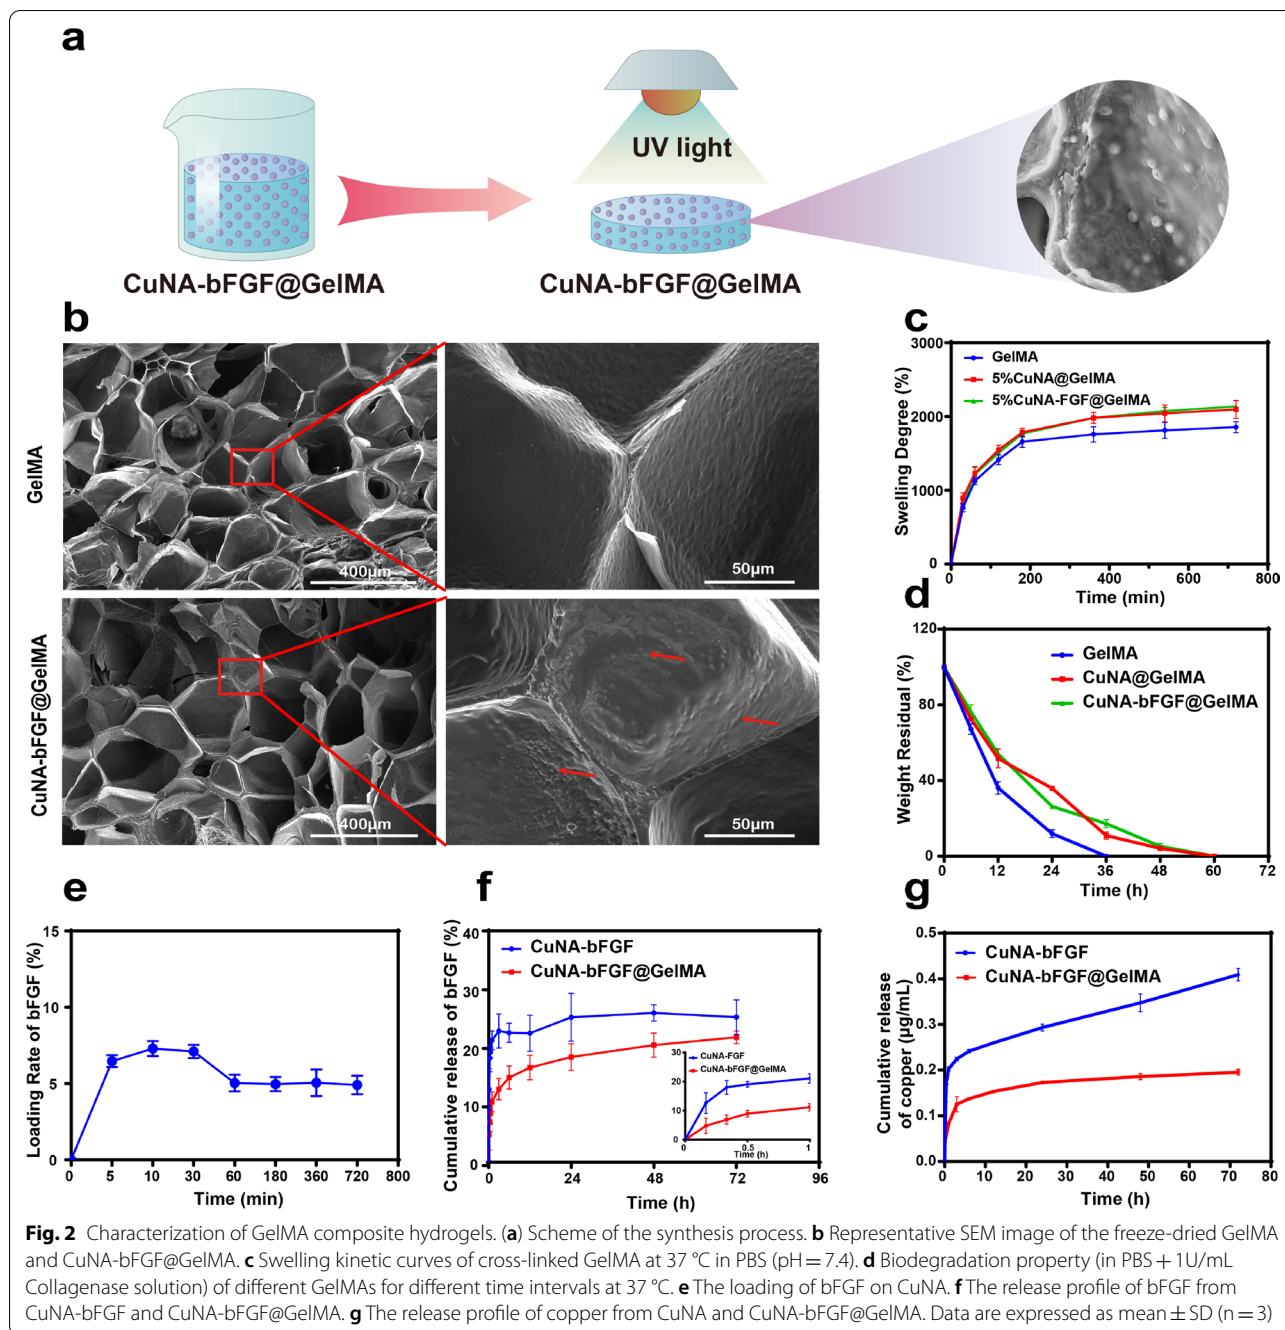 a
UV light
CuNA-bFGF@GelMA
CuNA-bFGF@GelMA
b
GelMA
400μm
50μm
CuNA-bFGF@GelMA
400μm
50μm
c
3000
2000
1000
0
Swelling Degree (%)
GelMA
5%CuNA@GelMA
5%CuNA-FGF@GelMA
0 200 400 600 800
Time (min)
d
120
80
40
0
Weight Residual (%)
GelMA
CuNA@GelMA
CuNA-bFGF@GelMA
0 12 24 36 48 60 72
Time (h)
e
15
10
5
0
Loading Rate of bFGF (%)
0 5 10 30 60 180 360 720 800
Time (min)
f
40
30
20
10
0
Cumulative release of bFGF (%)
CuNA-bFGF
CuNA-bFGF@GelMA
30
20
10
0
CuNA-FGF
CuNA-bFGF@GelMA
0 0.5 1
Time (h)
0 24 48 72 96
Time (h)
g
0.5
0.4
0.3
0.2
0.1
0.0
Cumulative release
of copper (μg/mL)
CuNA-bFGF
CuNA-bFGF@GelMA
0 10 20 30 40 50 60 70 80
Time (h)
Fig. 2 Characterization of GelMA composite hydrogels. (a) Scheme of the synthesis process. b Representative SEM image of the freeze-dried GelMA
and CuNA-bFGF@GelMA. c Swelling kinetic curves of cross-linked GelMA at 37 °C in PBS (pH = 7.4). d Biodegradation property (in PBS + 1U/mL
Collagenase solution) of different GelMAs for different time intervals at 37 °C. e The loading of bFGF on CuNA. f The release profile of bFGF from
CuNA-bFGF and CuNA-bFGF@GelMA. g The release profile of copper from CuNA and CuNA-bFGF@GelMA. Data are expressed as mean ± SD (n = 3)